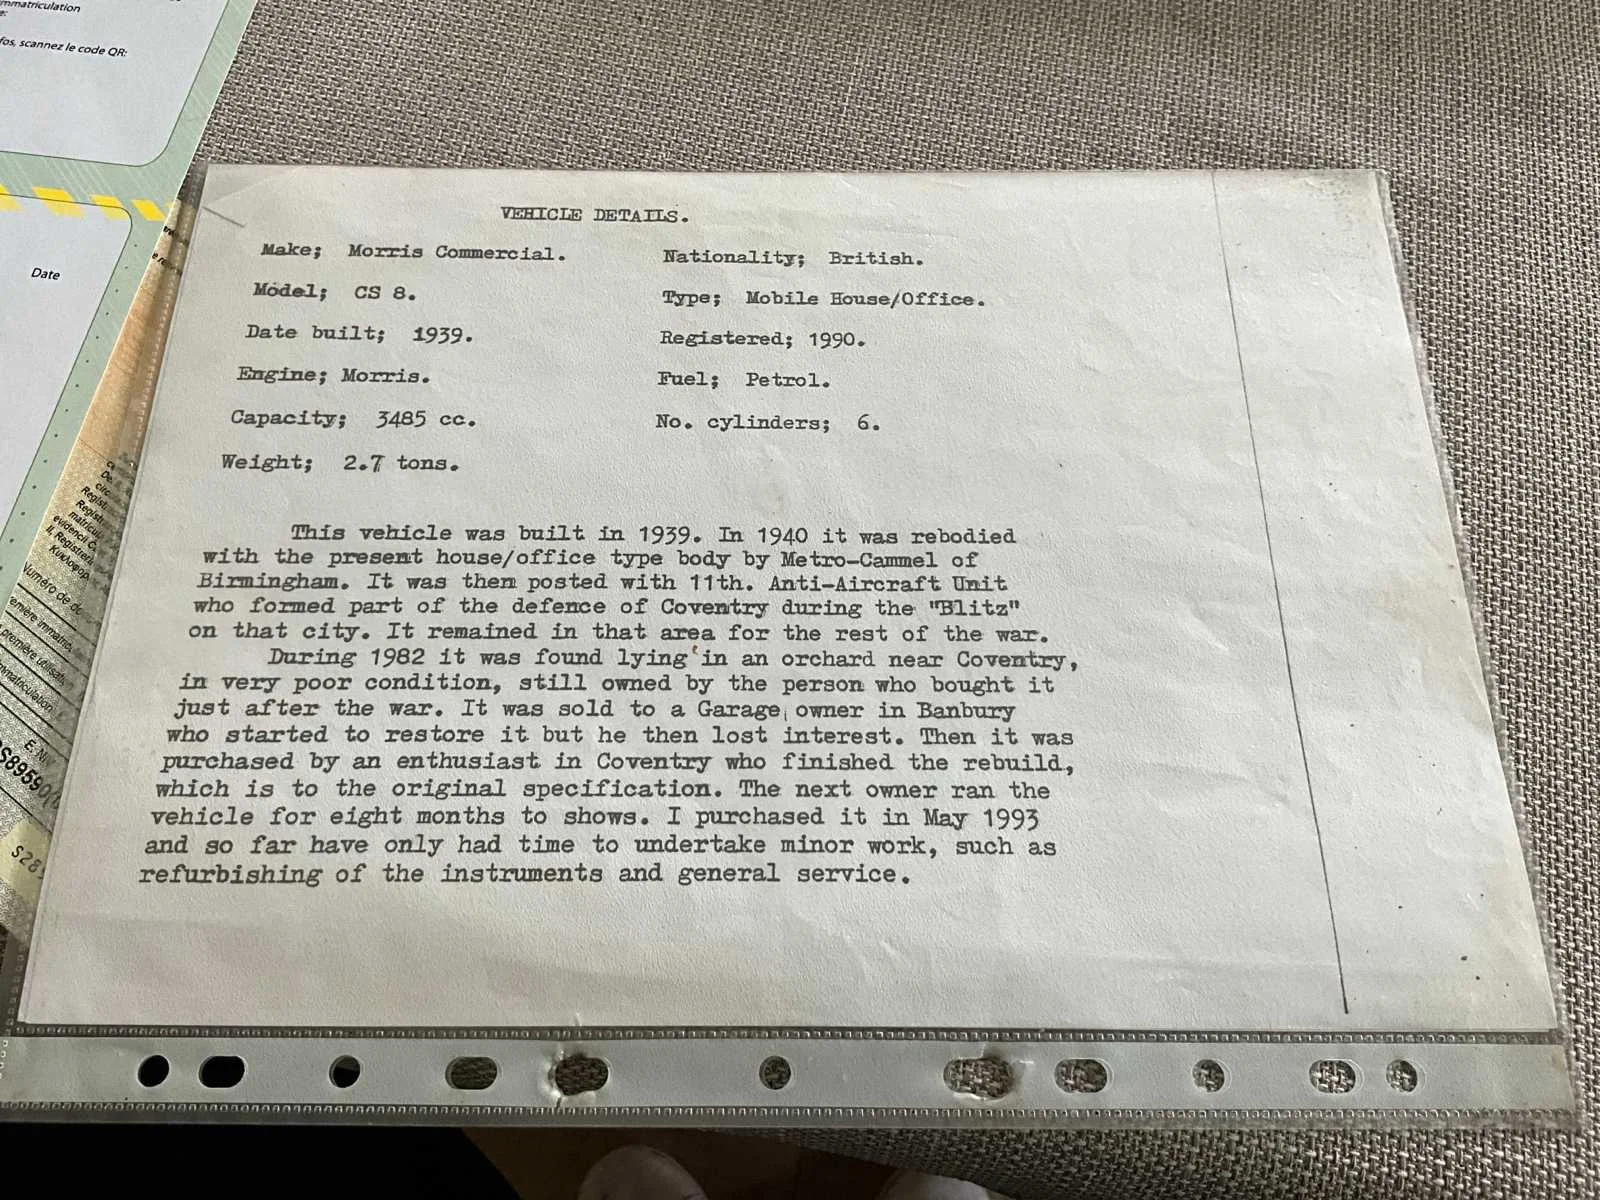 mmatriculation
fos, scannez le code QR:
Date
VEHICLE DETAILS.
Make; Morris Commercial. Nationality; British.
Model; CS 8. Type; Mobile House/Office.
Date built; 1939. Registered; 1990.
Engine; Morris. Fuel; Petrol.
Capacity; 3485 cc. No. cylinders; 6.
Weight; 2.7 tons.
This vehicle was built in 1939. In 1940 it was rebodied
with the present house/office type body by Metro-Cammel of
Birmingham. It was then posted with 11th. Anti-Aircraft Unit
who formed part of the defence of Coventry during the "Blitz"
on that city. It remained in that area for the rest of the war.
During 1982 it was found lying in an orchard near Coventry,
in very poor condition, still owned by the person who bought it
just after the war. It was sold to a Garage owner in Banbury
who started to restore it but he then lost interest. Then it was
purchased by an enthusiast in Coventry who finished the rebuild,
which is to the original specification. The next owner ran the
vehicle for eight months to shows. I purchased it in May 1993
and so far have only had time to undertake minor work, such as
refurbishing of the instruments and general service.